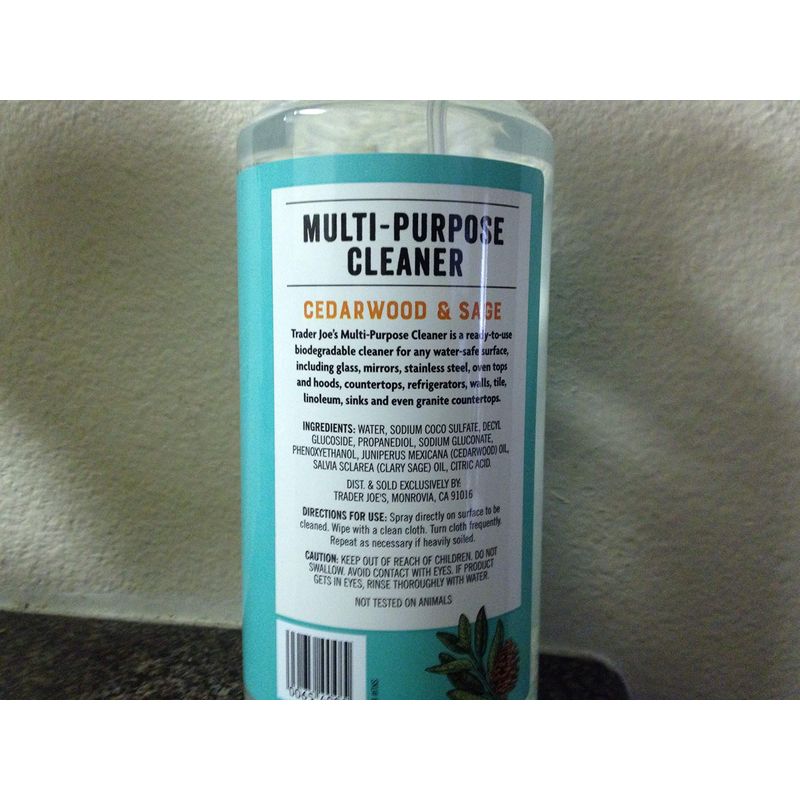 MULTI-PURPOSE
CLEANER
CEDARWOOD & SAGE
Trader Joe's Multi-Purpose Cleaner is a ready-to-use
biodegradable cleaner for any water-safe surface,
including glass, mirrors, stainless steel, oven tops
and hoods, countertops, refrigerators, walls, tile,
linoleum, sinks and even granite countertops.
INGREDIENTS: WATER, SODIUM COCO SULFATE, DECYL
GLUCOSIDE, PROPANEDIOL, SODIUM GLUCONATE,
PHENOXYETHANOL, JUNIPERUS MEXICANA (CEDARWOOD) OIL,
SALVIA SCLAREA (CLARY SAGE) OIL, CITRIC ACID.
DIST. & SOLD EXCLUSIVELY BY:
TRADER JOE'S, MONROVIA, CA 91016
DIRECTIONS FOR USE: Spray directly on surface to be
cleaned. Wipe with a clean cloth. Turn cloth frequently.
Repeat as necessary if heavily soiled.
CAUTION: KEEP OUT OF REACH OF CHILDREN. DO NOT
SWALLOW. AVOID CONTACT WITH EYES. IF PRODUCT
GETS IN EYES, RINSE THOROUGHLY WITH WATER.
NOT TESTED ON ANIMALS